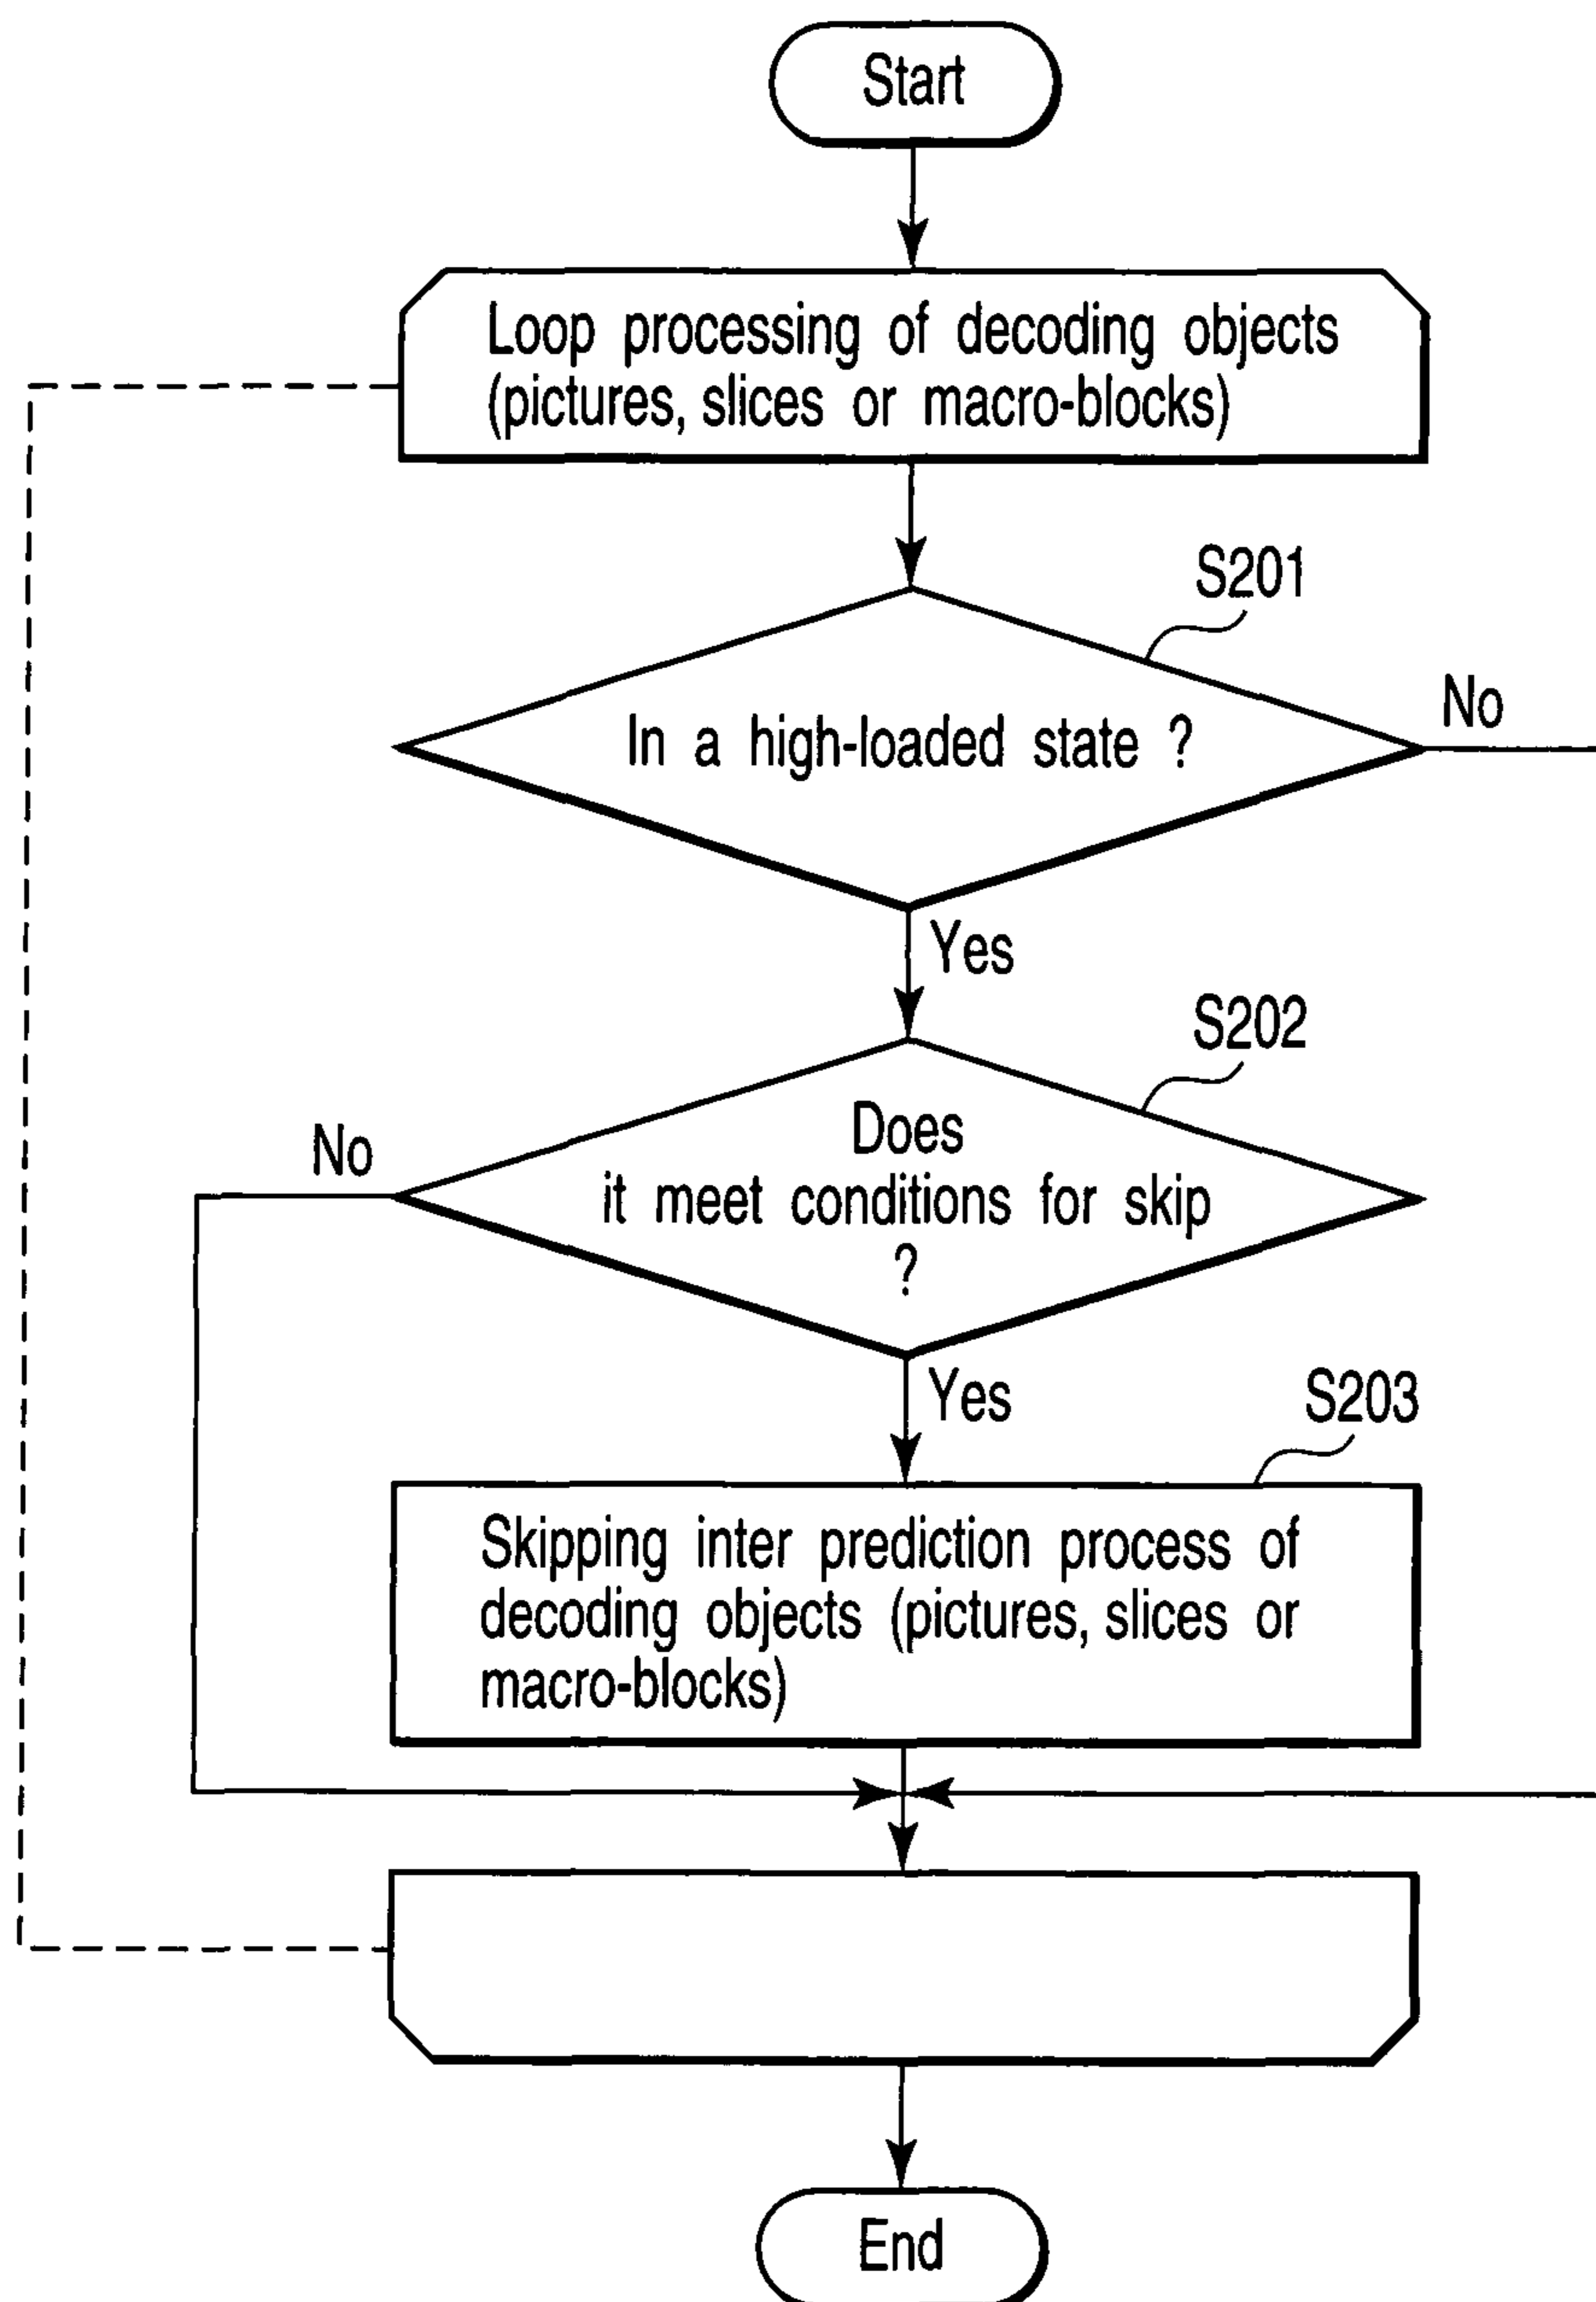 Start
Loop processing of decoding objects
(pictures, slices or macro-blocks)
S201
In a high-loaded state ?
No
Yes
S202
Does
it meet conditions for skip
?
No
Yes
S203
Skipping inter prediction process of
decoding objects (pictures, slices or
macro-blocks)
End